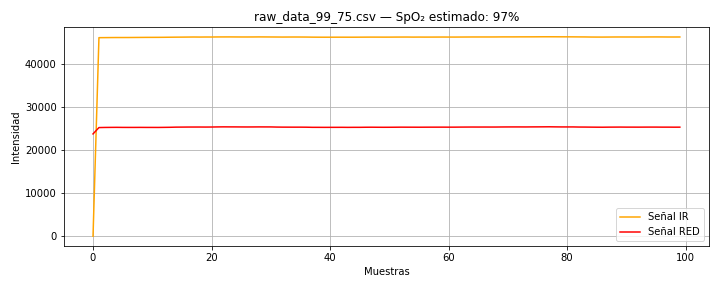 raw_data_99_75.csv — SpO₂ estimado: 97%
Intensidad
40000
30000
20000
10000
0
Señal IR
Señal RED
0 20 40 60 80 100
Muestras